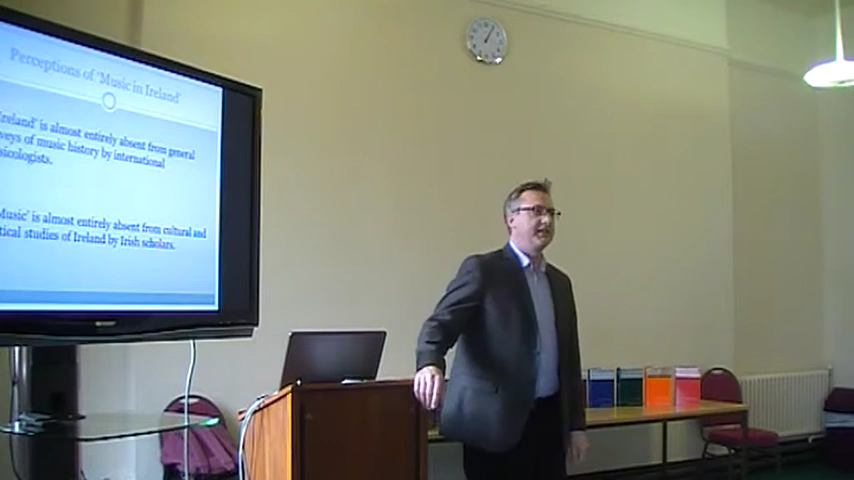 Perceptions of 'Music in Ireland'
Ireland' is almost entirely absent from general
veys of music history by international
sicologists.
Music' is almost entirely absent from cultural and
tical studies of Ireland by Irish scholars.